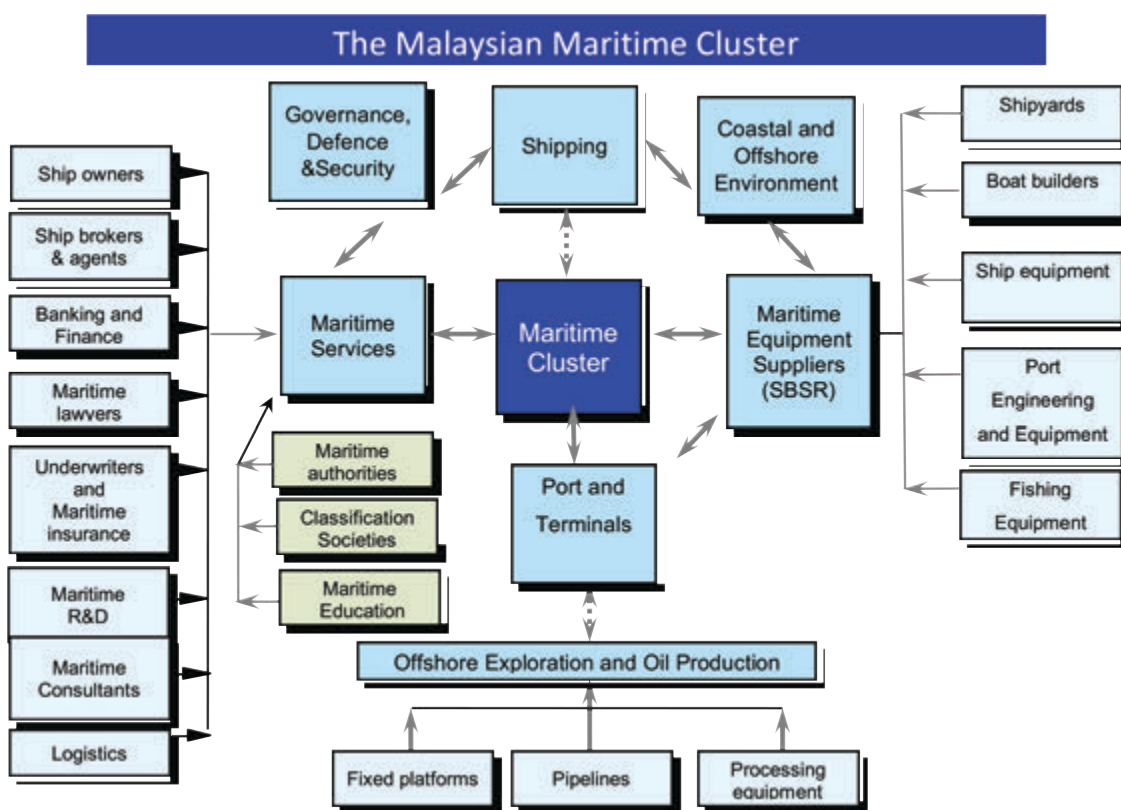 The Malaysian Maritime Cluster
Governance,
Defence
&Security
Shipping
Coastal and
Offshore
Environment
Ship owners
Ship brokers
& agents
Banking and
Finance
Maritime
lawvers
Underwriters
and
Maritime
insurance
Maritime
R&D
Maritime
Consultants
Logistics
Maritime
Services
Maritime
Cluster
Maritime
Equipment
Suppliers
(SBSR)
Maritime
authorities
Classification
Societies
Maritime
Education
Port and
Terminals
Shipyards
Boat builders
Ship equipment
Port
Engineering
and Equipment
Fishing
Equipment
Offshore Exploration and Oil Production
Fixed platforms
Pipelines
Processing
equipment